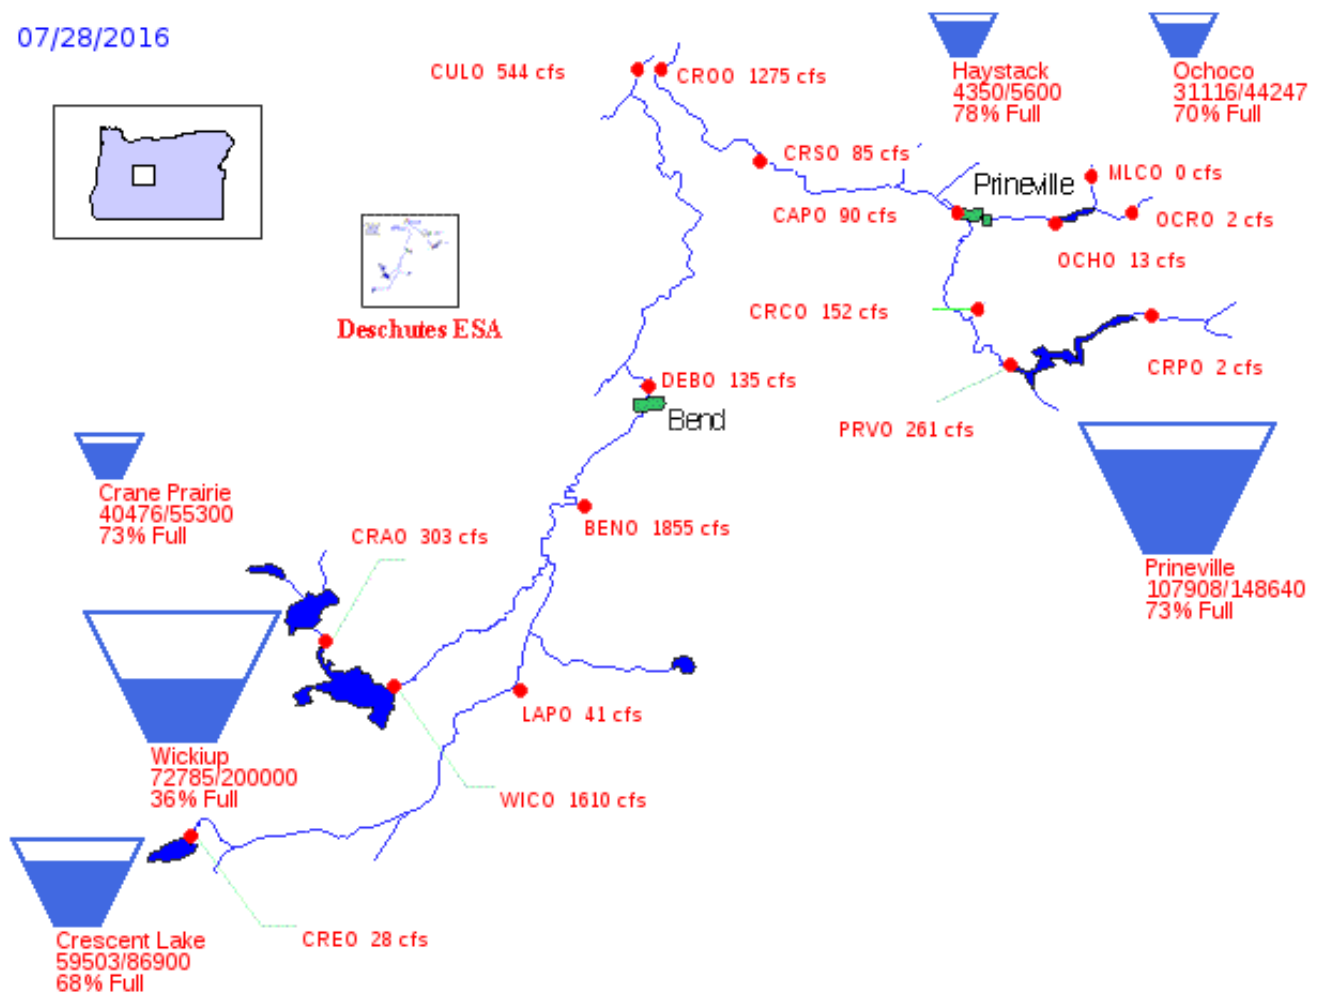 07/28/2016
CULO 544 cfs
CROO 1275 cfs
Haystack
4350/5600
78% Full
Ochoco
31116/44247
70% Full
CRSO 85 cfs
Prineville
MLCO 0 cfs
CAPO 90 cfs
OCRO 2 cfs
OCHO 13 cfs
Deschutes ESA
CRCO 152 cfs
CRPO 2 cfs
DEBO 135 cfs
Bend
PRVO 261 cfs
Crane Prairie
40476/55300
73% Full
CRAO 303 cfs
BENO 1855 cfs
Prineville
107908/148640
73% Full
LAPO 41 cfs
Wickiup
72785/200000
36% Full
WICO 1610 cfs
Crescent Lake
59503/86900
68% Full
CREO 28 cfs